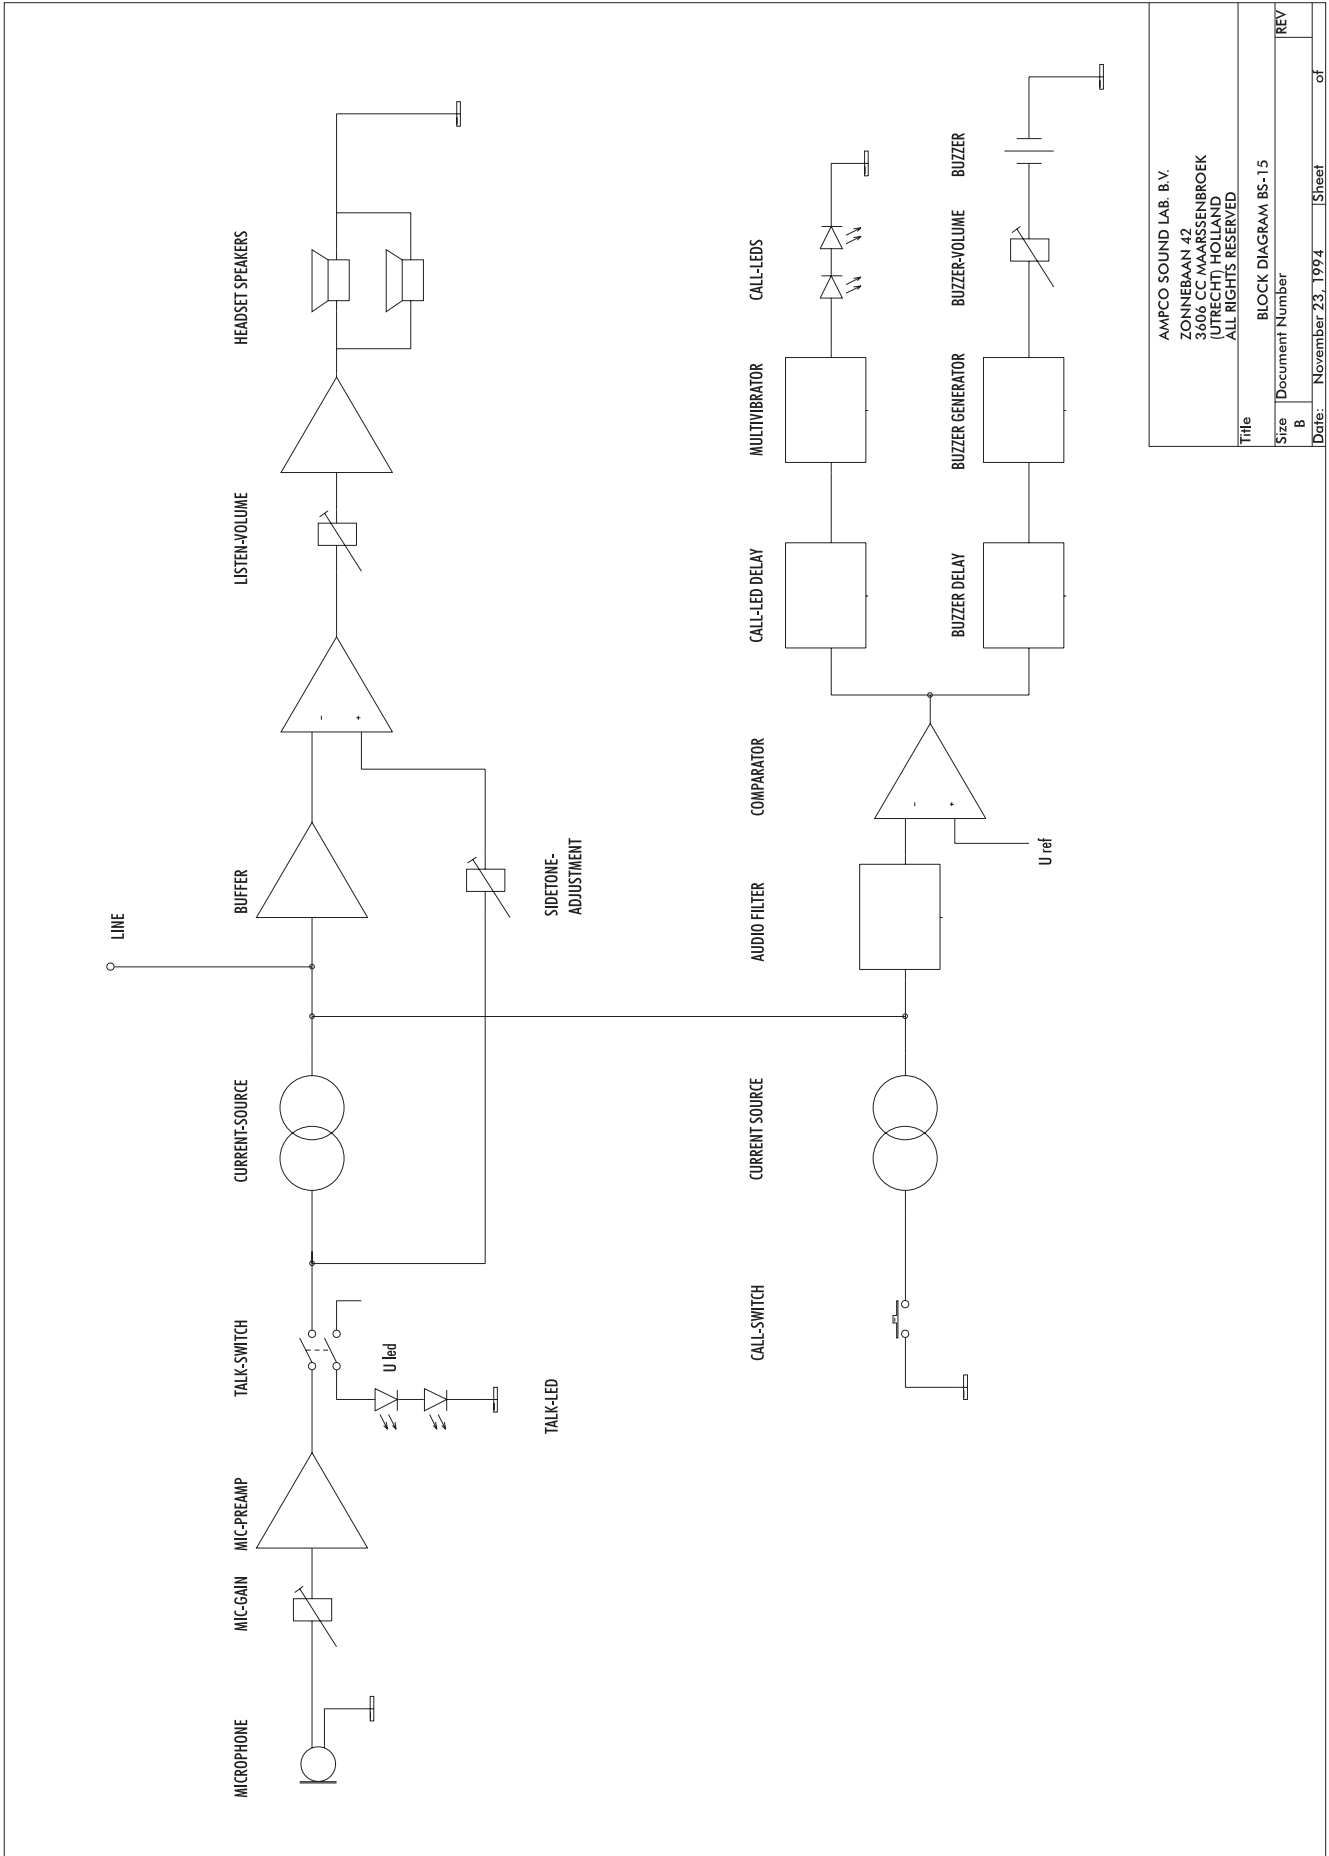 MICROPHONE
MIC-GAIN
MIC-PREAMP
TALK-SWITCH
CURRENT-SOURCE
LINE
BUFFER
LISTEN-VOLUME
HEADSET SPEAKERS
-
+
U led
TALK-LED
SIDETONE-
ADJUSTMENT
CALL-SWITCH
CURRENT SOURCE
AUDIO FILTER
COMPARATOR
CALL-LED DELAY
MULTIVIBRATOR
CALL-LEDS
-
+
U ref
BUZZER DELAY
BUZZER GENERATOR
BUZZER-VOLUME
BUZZER
AMPCO SOUND LAB. B.V.
ZONNEBAAN 42
3606 CC MAARSSENBROEK
(UTRECHT) HOLLAND
ALL RIGHTS RESERVED
Title
BLOCK DIAGRAM BS-15
Size Document Number REV
B
Date: November 23, 1994 Sheet of